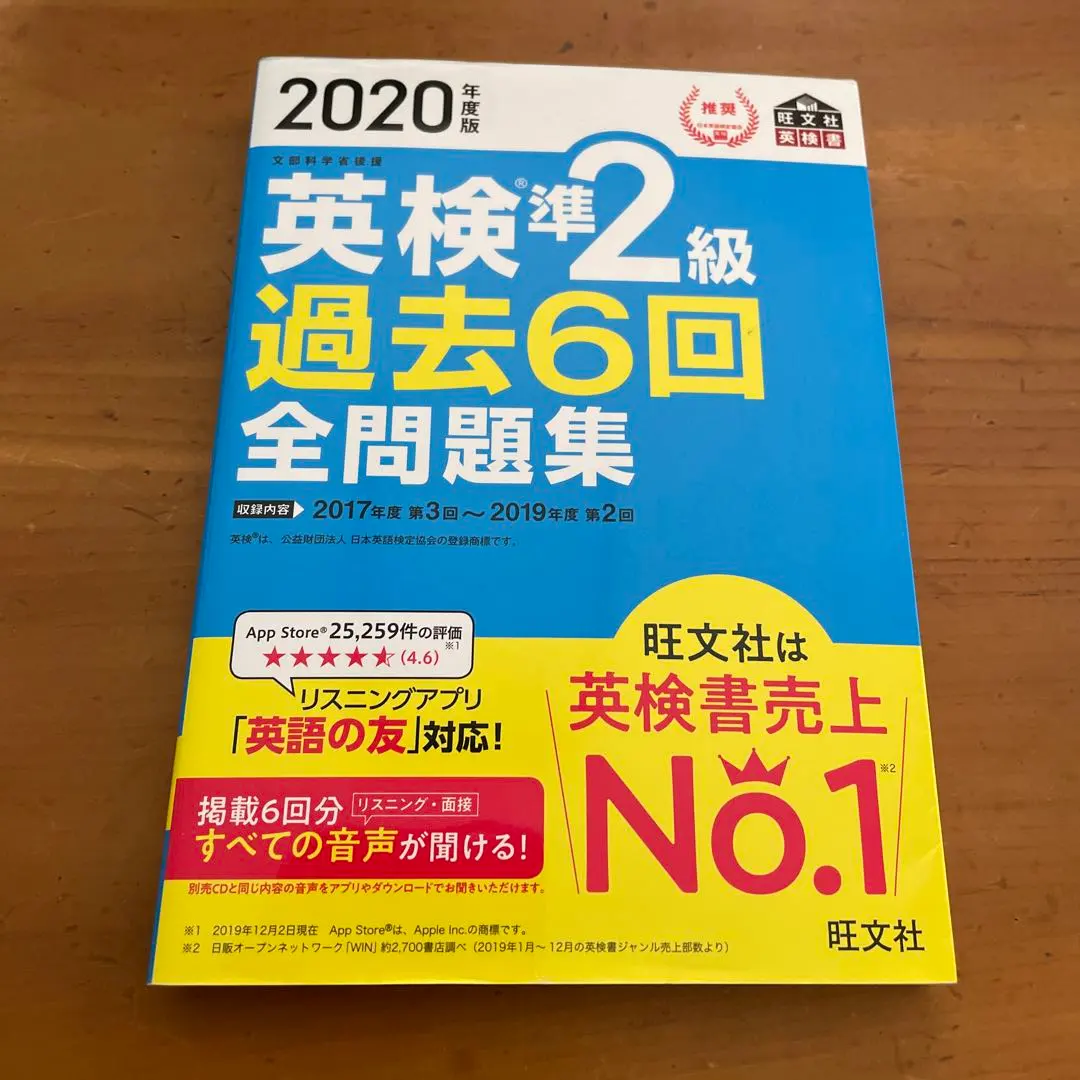 2020年度版
推奨
日本英語検定協会
旺文社
英検書
文部科学省後援
英検®準2級
過去6回
全問題集
収録内容 2017年度 第3回~2019年度 第2回
英検®は、公益財団法人 日本英語検定協会の登録商標です。
App Store® 25,259件の評価
★★★★⯪(4.6)※1
リスニングアプリ
「英語の友」対応!
旺文社は
英検書売上
No.1※2
掲載6回分 リスニング・面接
すべての音声が聞ける!
別売CDと同じ内容の音声をアプリやダウンロードでお聞きいただけます。
※1 2019年12月2日現在 App Store®は、Apple Inc.の商標です。
※2 日販オープンネットワーク「WIN」約2,700書店調べ(2019年1月~12月の英検書ジャンル売上部数より)
旺文社